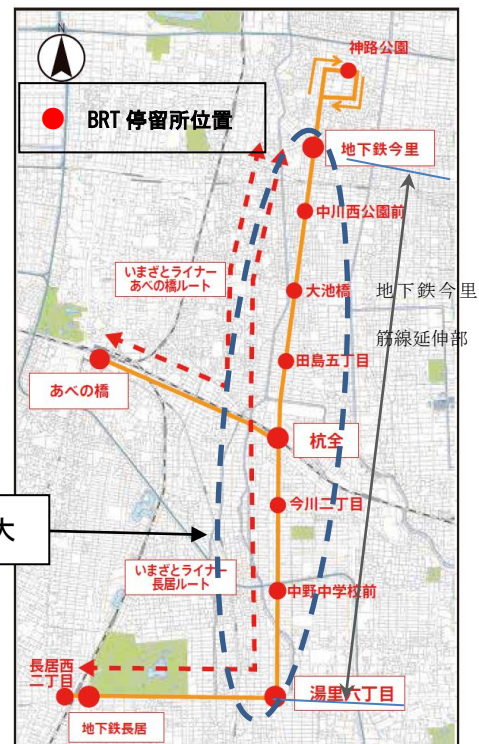 神路公園
BRT 停留所位置
地下鉄今里
中川西公園前
いまざとライナー
あべの橋ルート
大池橋
地下鉄今里
筋線延伸部
田島五丁目
あべの橋
杭全
今川二丁目
大
いまざとライナー
長居ルート
中野中学校前
長居西
二丁目
湯里六丁目
地下鉄長居